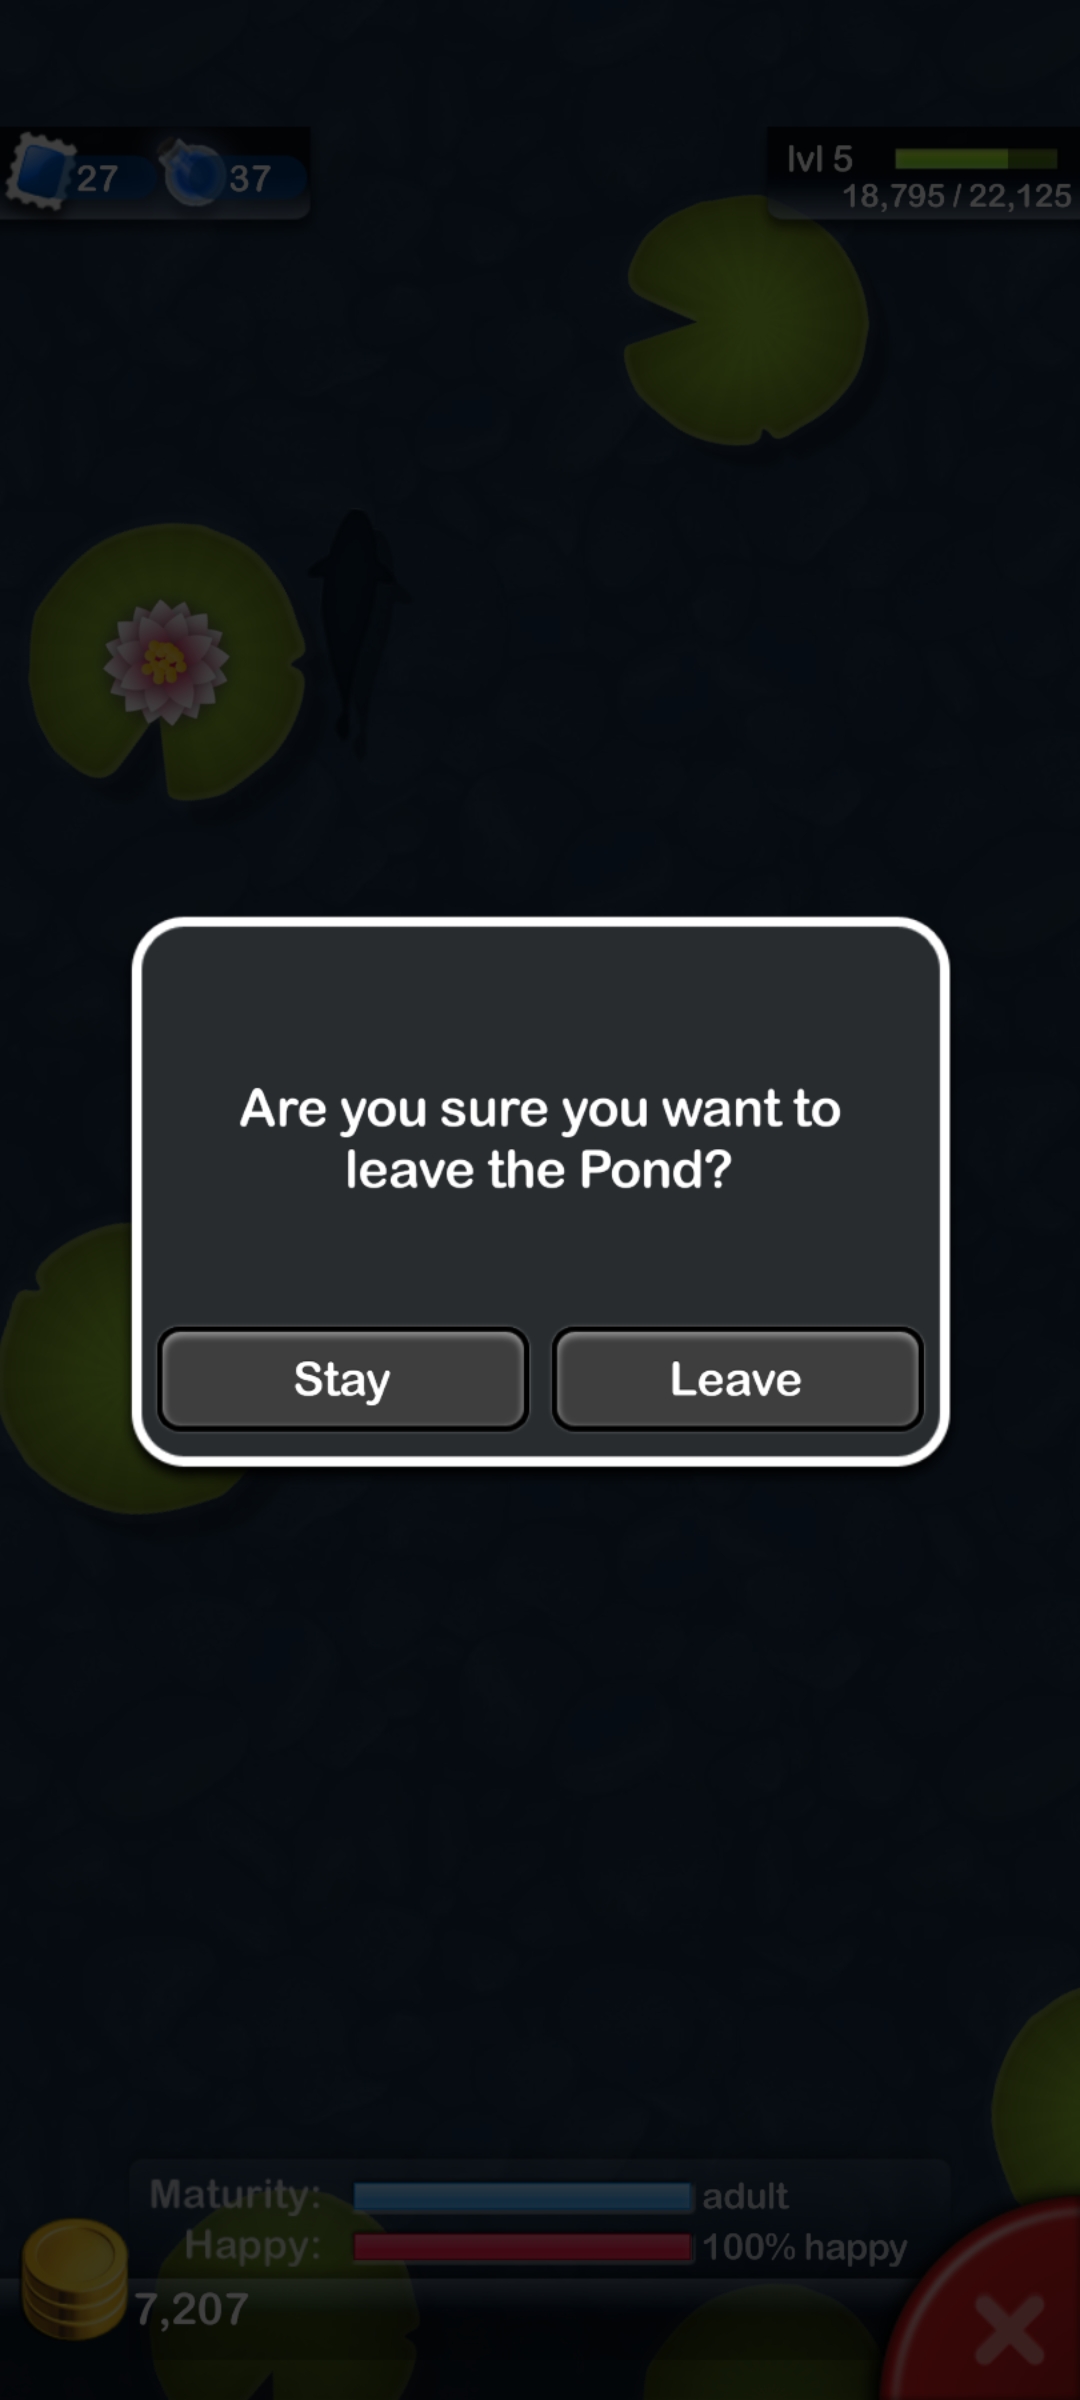 27 37 lvl 5
18,795 / 22,125
Are you sure you want to
leave the Pond?
Stay Leave
Maturity: adult
Happy: 100% happy
7,207